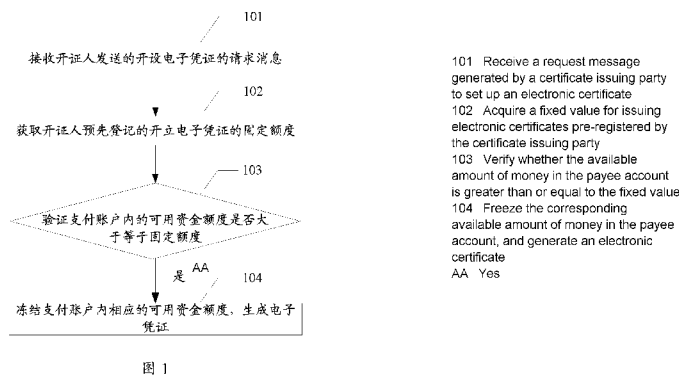 101
接收开证人发送的开设电子凭证的请求消息
102
获取开证人预先登记的开立电子凭证的固定额度
103
验证支付账户内的可用资金额度是否大
于等于固定额度
是 AA
104
冻结支付账户内相应的可用资金额度、生成电子
凭证
图 1
101 Receive a request message
generated by a certificate issuing party
to set up an electronic certificate
102 Acquire a fixed value for issuing
electronic certificates pre-registered by
the certificate issuing party
103 Verify whether the available
amount of money in the payee account
is greater than or equal to the fixed value
104 Freeze the corresponding
available amount of money in the payee
account, and generate an electronic
certificate
AA Yes